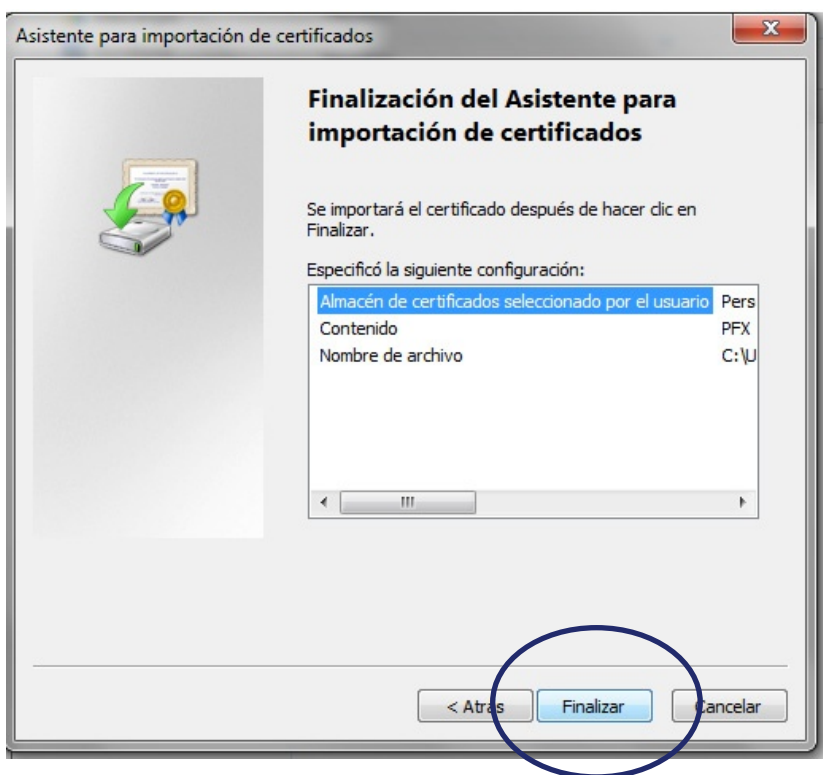 Asistente para importación de certificados
Finalización del Asistente para
importación de certificados
Se importará el certificado después de hacer clic en
Finalizar.
Especificó la siguiente configuración:
Almacén de certificados seleccionado por el usuario Pers
Contenido PFX
Nombre de archivo C:\U
< Atrás Finalizar Cancelar